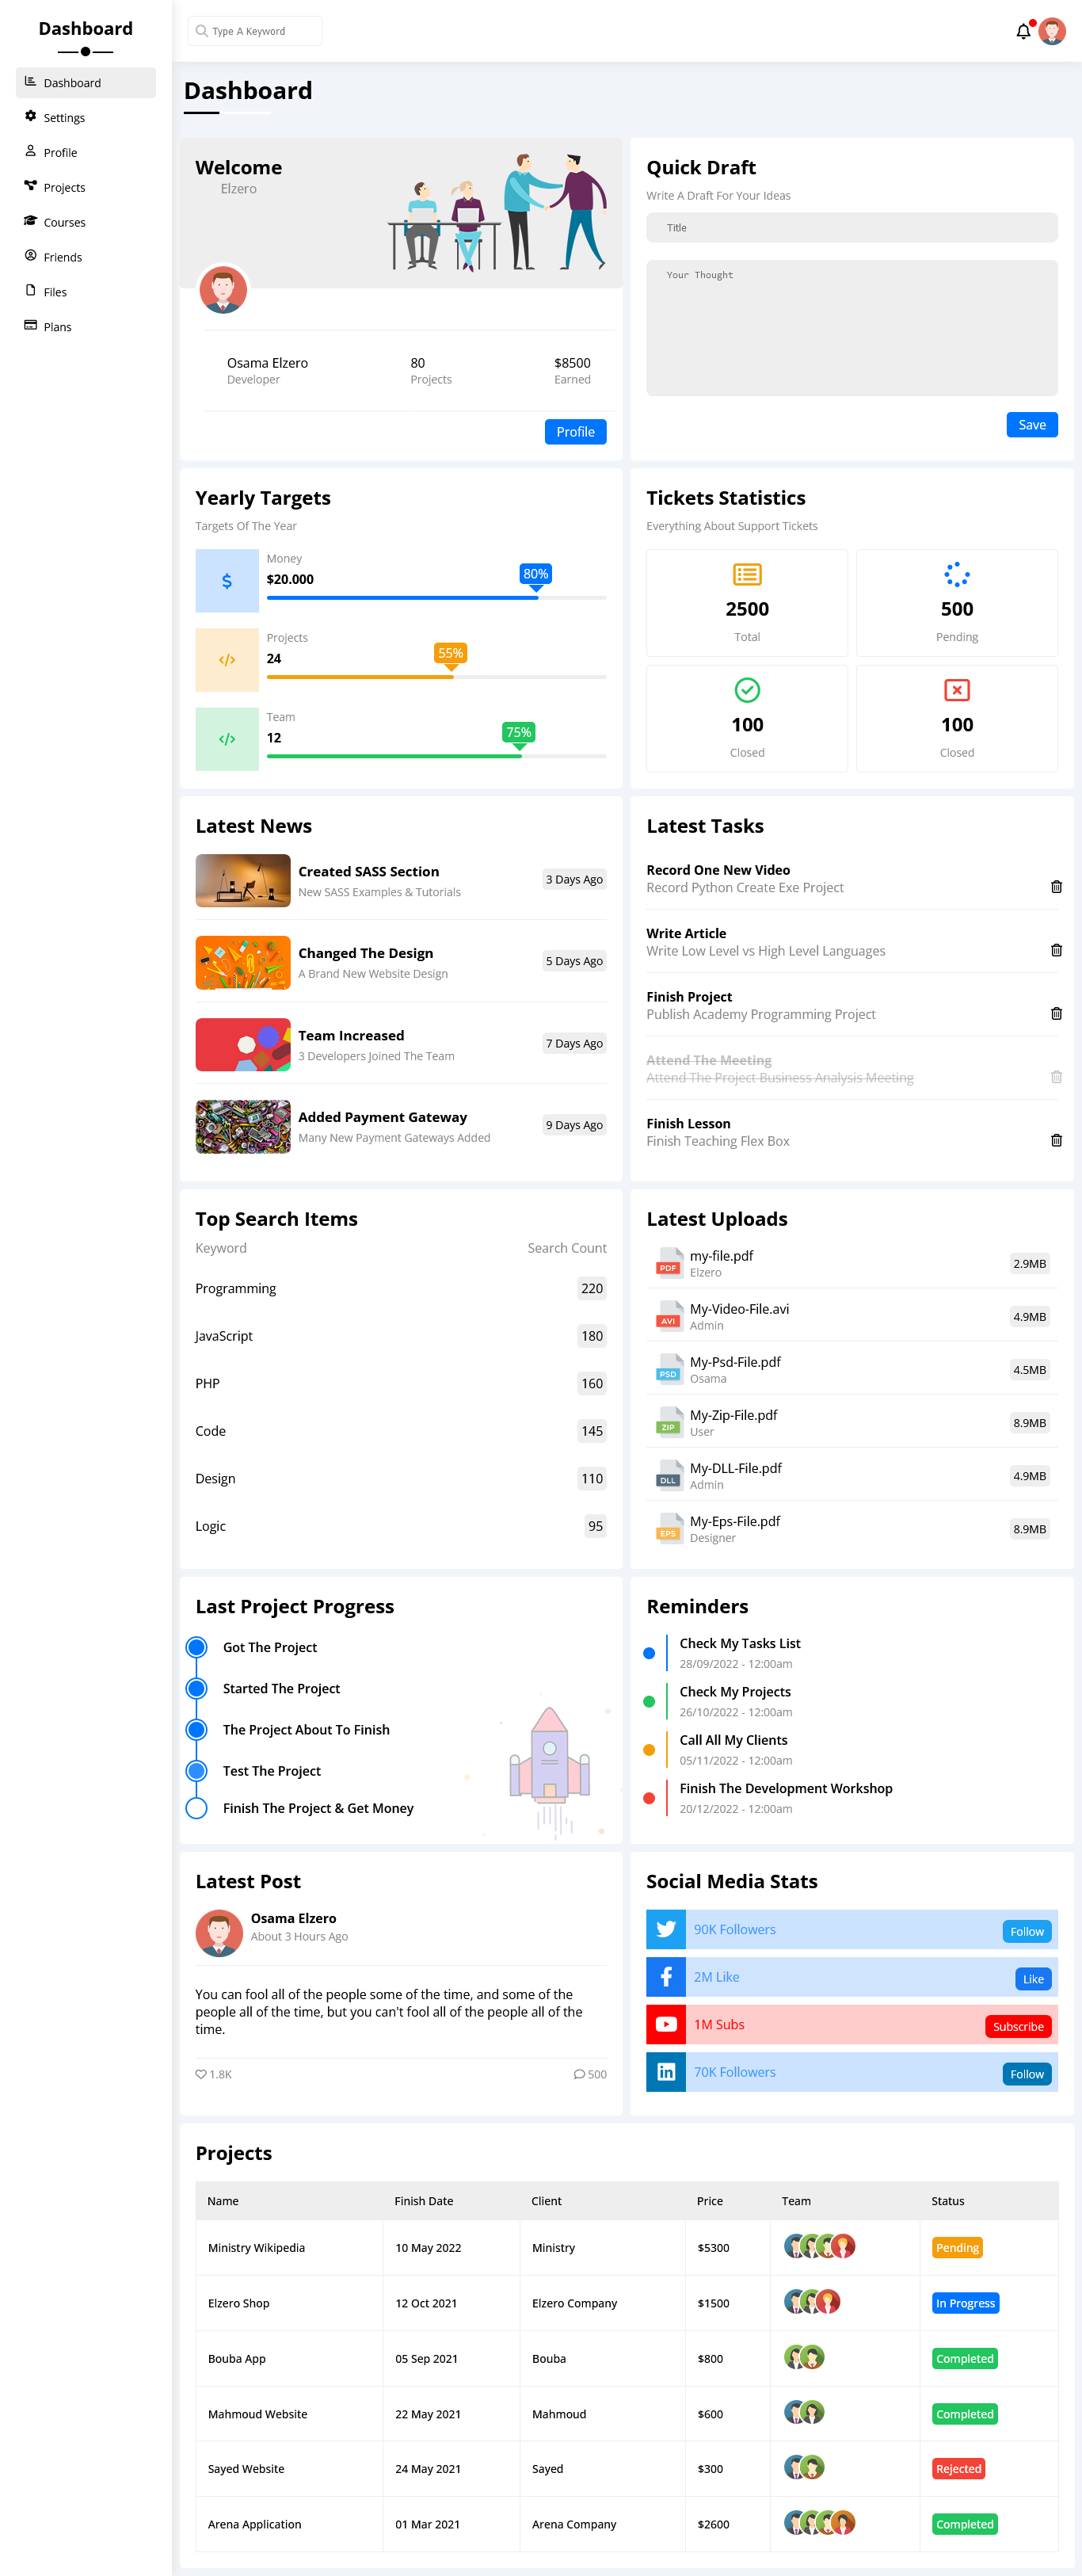 Dashboard
Dashboard
Settings
Profile
Projects
Courses
Friends
Files
Plans
Type A Keyword
Dashboard
Welcome
Elzero
Osama Elzero
Developer
80
Projects
$8500
Earned
Profile
Quick Draft
Write A Draft For Your Ideas
Title
Your Thought
Save
Yearly Targets
Targets Of The Year
Money
$20.000
80%
Projects
24
55%
Team
12
75%
Tickets Statistics
Everything About Support Tickets
2500
Total
500
Pending
100
Closed
100
Closed
Latest News
Created SASS Section
New SASS Examples & Tutorials
3 Days Ago
Changed The Design
A Brand New Website Design
5 Days Ago
Team Increased
3 Developers Joined The Team
7 Days Ago
Added Payment Gateway
Many New Payment Gateways Added
9 Days Ago
Latest Tasks
Record One New Video
Record Python Create Exe Project
Write Article
Write Low Level vs High Level Languages
Finish Project
Publish Academy Programming Project
Attend The Meeting
Attend The Project Business Analysis Meeting
Finish Lesson
Finish Teaching Flex Box
Top Search Items
Keyword Search Count
Programming 220
JavaScript 180
PHP 160
Code 145
Design 110
Logic 95
Latest Uploads
PDF
my-file.pdf
Elzero
2.9MB
AVI
My-Video-File.avi
Admin
4.9MB
PSD
My-Psd-File.pdf
Osama
4.5MB
ZIP
My-Zip-File.pdf
User
8.9MB
DLL
My-DLL-File.pdf
Admin
4.9MB
EPS
My-Eps-File.pdf
Designer
8.9MB
Last Project Progress
Got The Project
Started The Project
The Project About To Finish
Test The Project
Finish The Project & Get Money
Reminders
Check My Tasks List
28/09/2022 - 12:00am
Check My Projects
26/10/2022 - 12:00am
Call All My Clients
05/11/2022 - 12:00am
Finish The Development Workshop
20/12/2022 - 12:00am
Latest Post
Osama Elzero
About 3 Hours Ago
You can fool all of the people some of the time, and some of the
people all of the time, but you can't fool all of the people all of the
time.
1.8K 500
Social Media Stats
90K Followers Follow
2M Like Like
1M Subs Subscribe
70K Followers Follow
Projects
Name Finish Date Client Price Team Status
Ministry Wikipedia 10 May 2022 Ministry $5300 Pending
Elzero Shop 12 Oct 2021 Elzero Company $1500 In Progress
Bouba App 05 Sep 2021 Bouba $800 Completed
Mahmoud Website 22 May 2021 Mahmoud $600 Completed
Sayed Website 24 May 2021 Sayed $300 Rejected
Arena Application 01 Mar 2021 Arena Company $2600 Completed